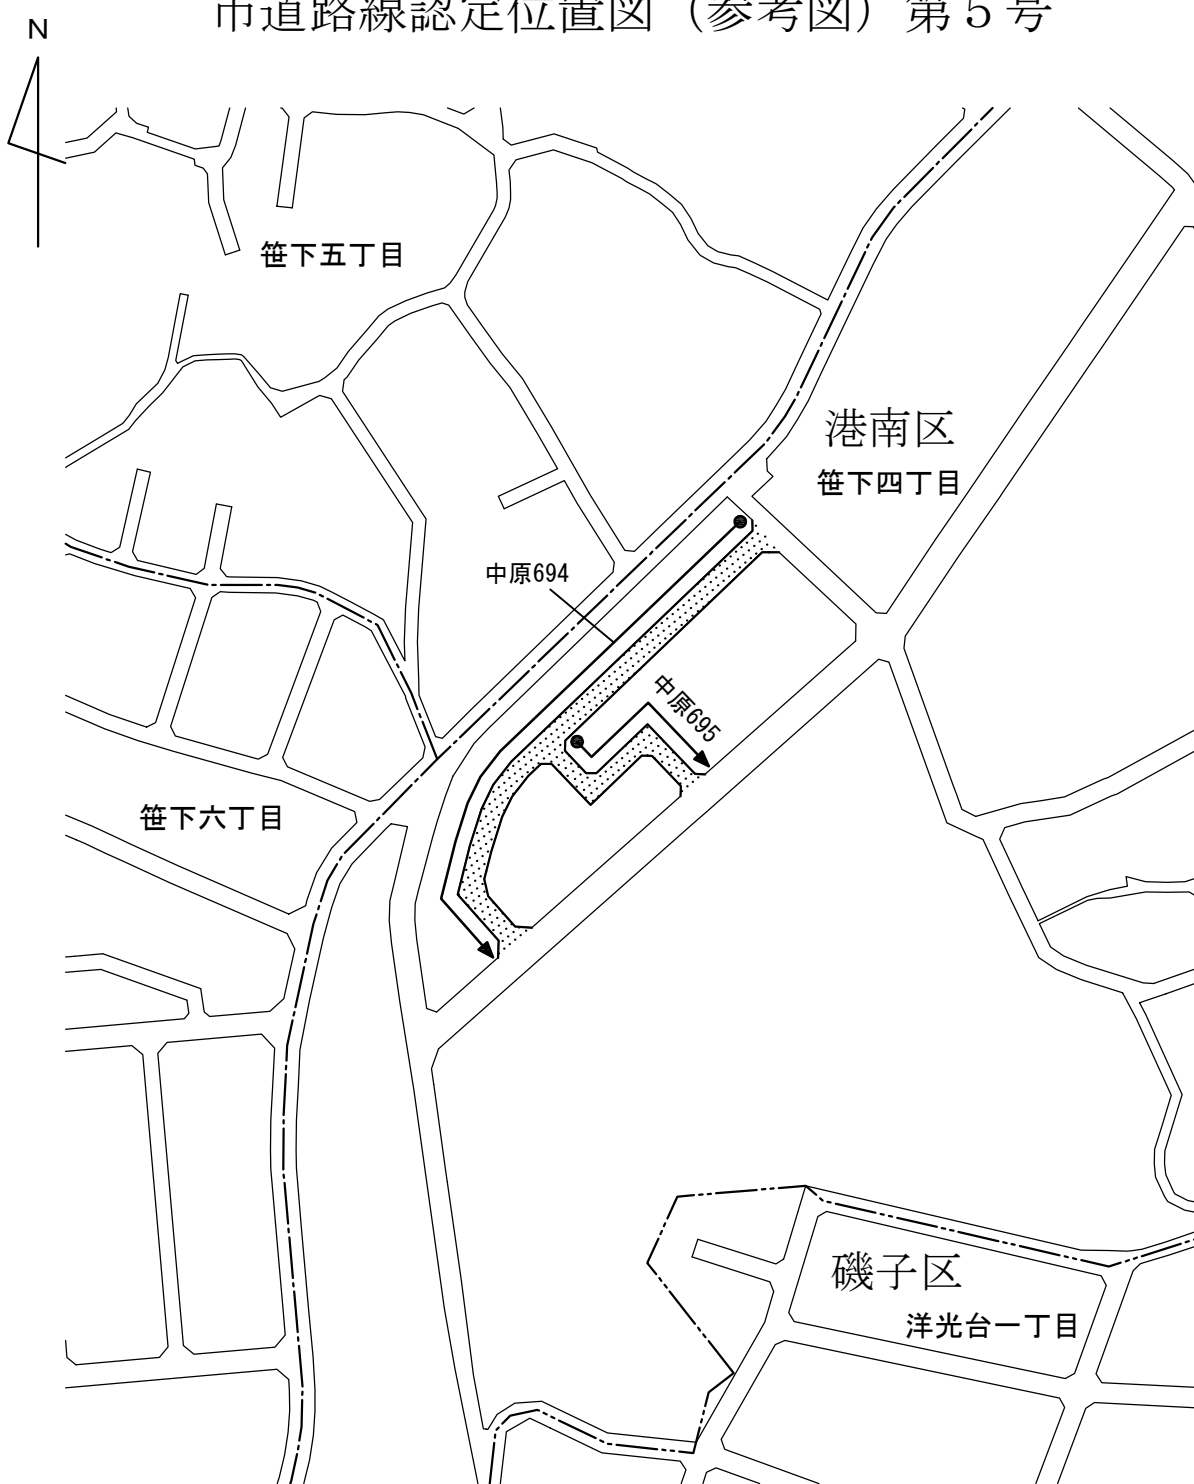 市道路線認定位置図（参考図）第５号
N
笹下五丁目
港南区
笹下四丁目
中原694
中原695
笹下六丁目
磯子区
洋光台一丁目